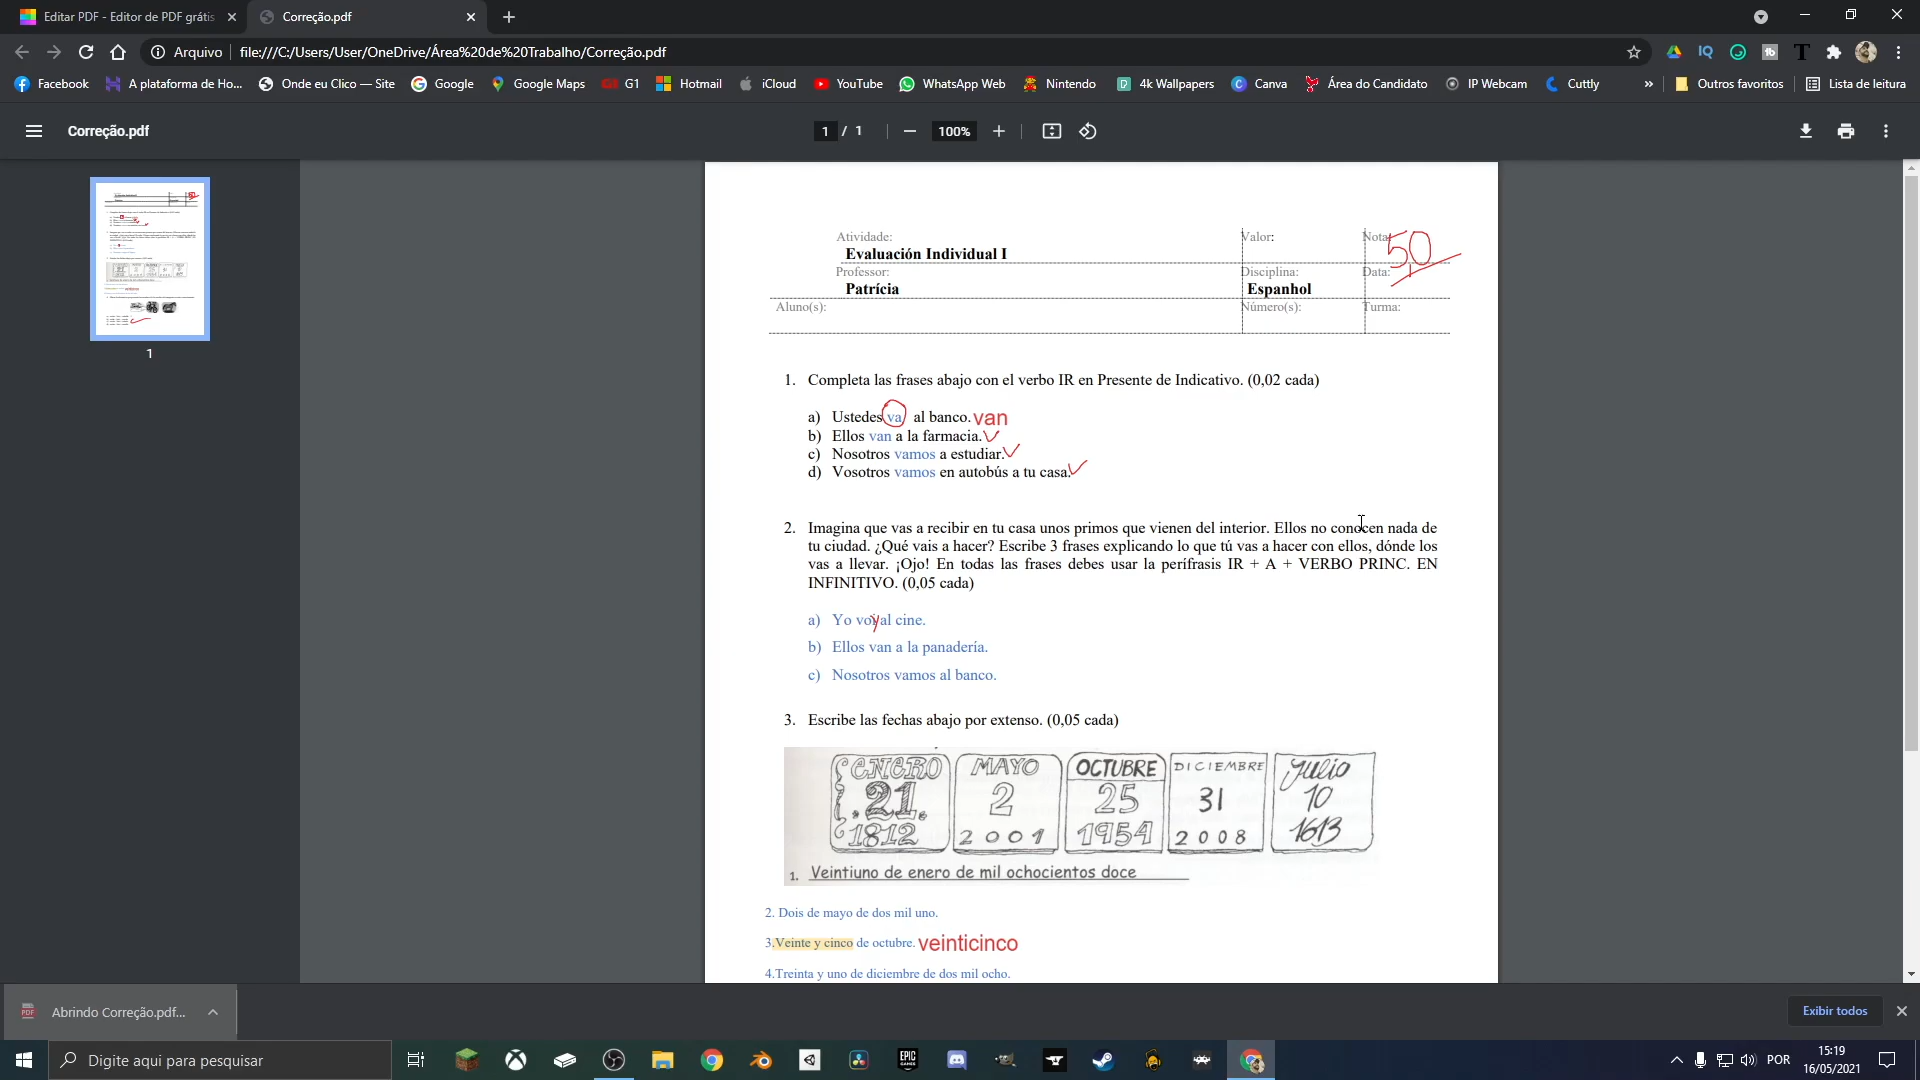 Editar PDF - Editor de PDF grátis
Correção.pdf
Arquivo file:///C:/Users/User/OneDrive/Área%20de%20Trabalho/Correção.pdf
Facebook A plataforma de Ho... Onde eu Clico — Site Google Google Maps G1 Hotmail iCloud YouTube WhatsApp Web Nintendo 4k Wallpapers Canva Área do Candidato IP Webcam Cuttly » Outros favoritos Lista de leitura
Correção.pdf 1 / 1 100%
1
Atividade: Valor: Nota: 5,0
Evaluación Individual I
Professor: Disciplina: Data:
Patrícia Espanhol
Aluno(s): Número(s): Turma:
1. Completa las frases abajo con el verbo IR en Presente de Indicativo. (0,02 cada)
a) Ustedes va al banco. van
b) Ellos van a la farmacia.
c) Nosotros vamos a estudiar.
d) Vosotros vamos en autobús a tu casa.
2. Imagina que vas a recibir en tu casa unos primos que vienen del interior. Ellos no conocen nada de
tu ciudad. ¿Qué vais a hacer? Escribe 3 frases explicando lo que tú vas a hacer con ellos, dónde los
vas a llevar. ¡Ojo! En todas las frases debes usar la perífrasis IR + A + VERBO PRINC. EN
INFINITIVO. (0,05 cada)
a) Yo voy al cine.
b) Ellos van a la panadería.
c) Nosotros vamos al banco.
3. Escribe las fechas abajo por extenso. (0,05 cada)
ENERO MAYO OCTUBRE DICIEMBRE Julio
21 2 25 31 10
1812 2001 1954 2008 1613
1. Veintiuno de enero de mil ochocientos doce
2. Dois de mayo de dos mil uno.
3.Veinte y cinco de octubre. veinticinco
4.Treinta y uno de diciembre de dos mil ocho.
Abrindo Correção.pdf...
Exibir todos
Digite aqui para pesquisar
POR
15:19
16/05/2021